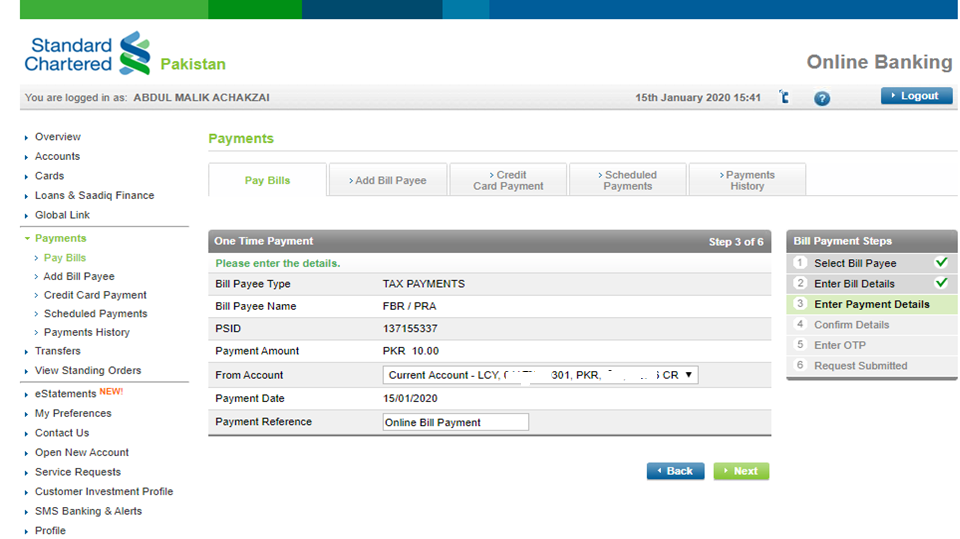 Standard
Chartered
Pakistan
Online Banking
You are logged in as: ABDUL MALIK ACHAKZAI
15th January 2020 15:41
?
Logout
Overview
Accounts
Cards
Loans & Saadiq Finance
Global Link
Payments
Pay Bills
Add Bill Payee
Credit Card Payment
Scheduled Payments
Payments History
Transfers
View Standing Orders
eStatements NEW!
My Preferences
Contact Us
Open New Account
Service Requests
Customer Investment Profile
SMS Banking & Alerts
Profile
Payments
Pay Bills
Add Bill Payee
Credit
Card Payment
Scheduled
Payments
Payments
History
One Time Payment Step 3 of 6
Please enter the details.
Bill Payee Type TAX PAYMENTS
Bill Payee Name FBR / PRA
PSID 137155337
Payment Amount PKR 10.00
From Account Current Account - LCY, 301, PKR, CR
Payment Date 15/01/2020
Payment Reference Online Bill Payment
Back
Next
Bill Payment Steps
1 Select Bill Payee
2 Enter Bill Details
3 Enter Payment Details
4 Confirm Details
5 Enter OTP
6 Request Submitted